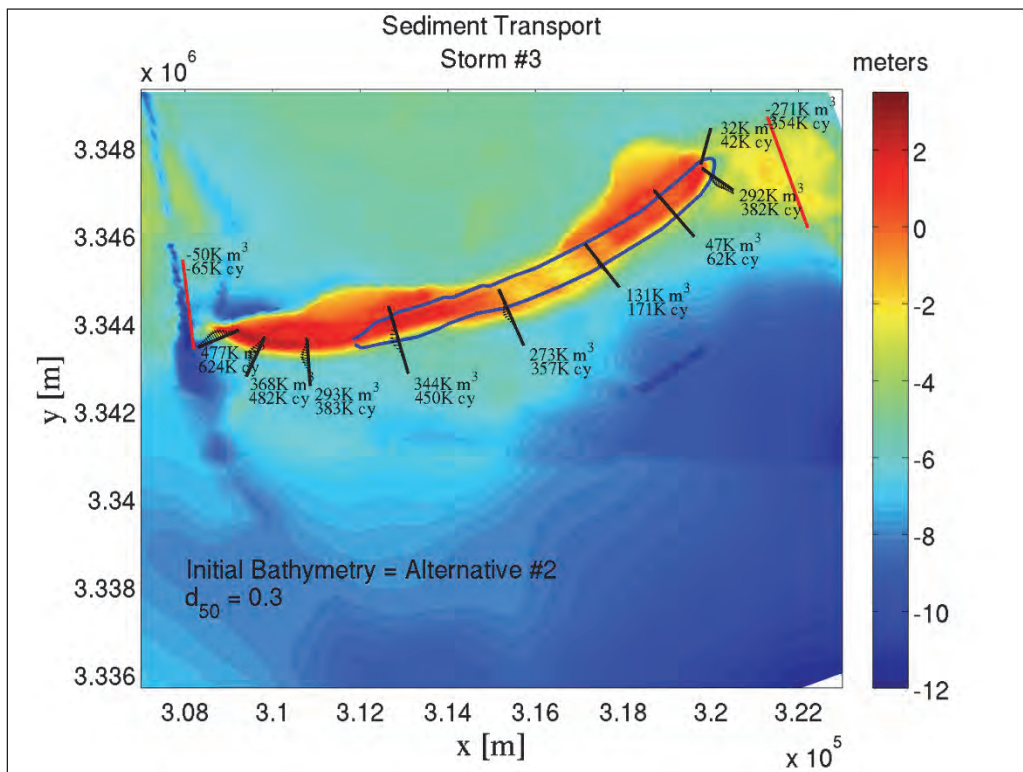 Sediment Transport
Storm #3
x 10^6
meters
-271K m^3
-354K cy
32K m^3
42K cy
292K m^3
382K cy
47K m^3
62K cy
-50K m^3
-65K cy
131K m^3
171K cy
477K m^3
624K cy
368K m^3
482K cy
293K m^3
383K cy
344K m^3
450K cy
273K m^3
357K cy
Initial Bathymetry = Alternative #2
d_50 = 0.3
y [m]
3.348
3.346
3.344
3.342
3.34
3.338
3.336
3.08
3.1
3.12
3.14
3.16
3.18
3.2
3.22
x [m]
x 10^5
2
0
-2
-4
-6
-8
-10
-12